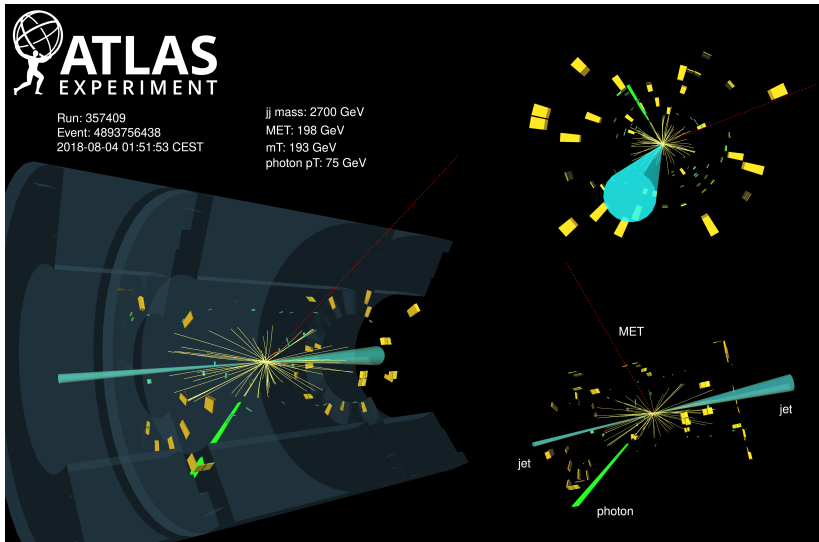 ATLAS
EXPERIMENT
Run: 357409
Event: 4893756438
2018-08-04 01:51:53 CEST
jj mass: 2700 GeV
MET: 198 GeV
mT: 193 GeV
photon pT: 75 GeV
MET
jet
jet
photon